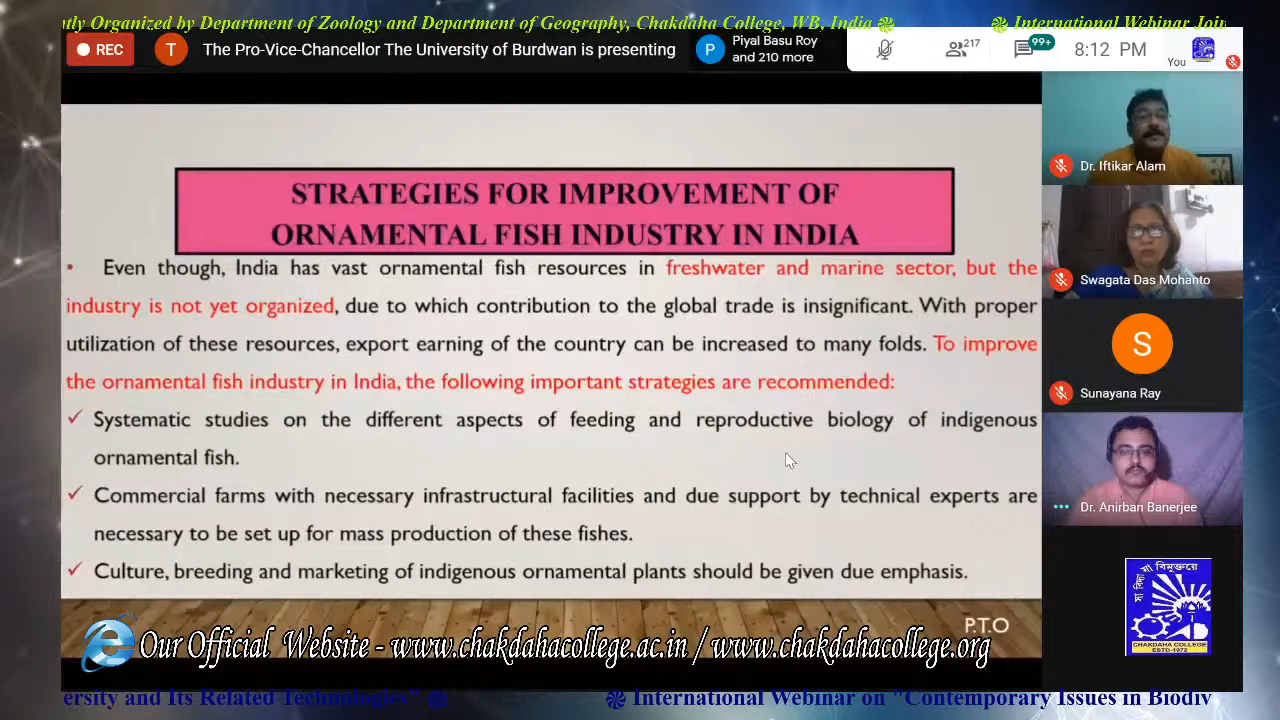 ntly Organized by Department of Zoology and Department of Geography, Chakdaha College, WB, India ֍ ֍ International Webinar Join
REC
T
The Pro-Vice-Chancellor The University of Burdwan is presenting
P
Piyal Basu Roy
and 210 more
217
99+
8:12 PM
You
STRATEGIES FOR IMPROVEMENT OF
ORNAMENTAL FISH INDUSTRY IN INDIA
• Even though, India has vast ornamental fish resources in freshwater and marine sector, but the
industry is not yet organized, due to which contribution to the global trade is insignificant. With proper
utilization of these resources, export earning of the country can be increased to many folds. To improve
the ornamental fish industry in India, the following important strategies are recommended:
✓ Systematic studies on the different aspects of feeding and reproductive biology of indigenous
ornamental fish.
✓ Commercial farms with necessary infrastructural facilities and due support by technical experts are
necessary to be set up for mass production of these fishes.
✓ Culture, breeding and marketing of indigenous ornamental plants should be given due emphasis.
P.T.O
Dr. Iftikar Alam
Swagata Das Mohanto
S
Sunayana Ray
Dr. Anirban Banerjee
সা বিদ্যা যা বিমুক্তয়ে
CHAKDAHA COLLEGE
ESTD-1972
Our Official Website - www.chakdahacollege.ac.in / www.chakdahacollege.org
ersity and Its Related Technologies" ֍ ֍ International Webinar on "Contemporary Issues in Biodiv